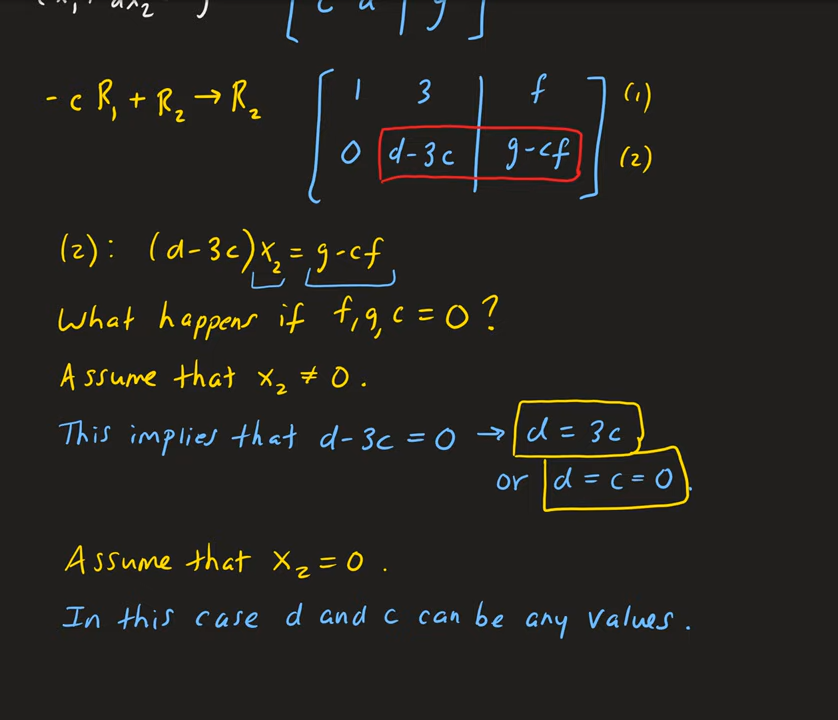 -c R₁ + R₂ → R₂ [ 1 3 | f ] (1)
[ 0 d-3c | g-cf ] (2)
(2): (d-3c)x₂ = g-cf
What happens if f,g,c = 0?
Assume that x₂ ≠ 0.
This implies that d-3c = 0 → d = 3c
or d = c = 0.
Assume that x₂ = 0.
In this case d and c can be any values.